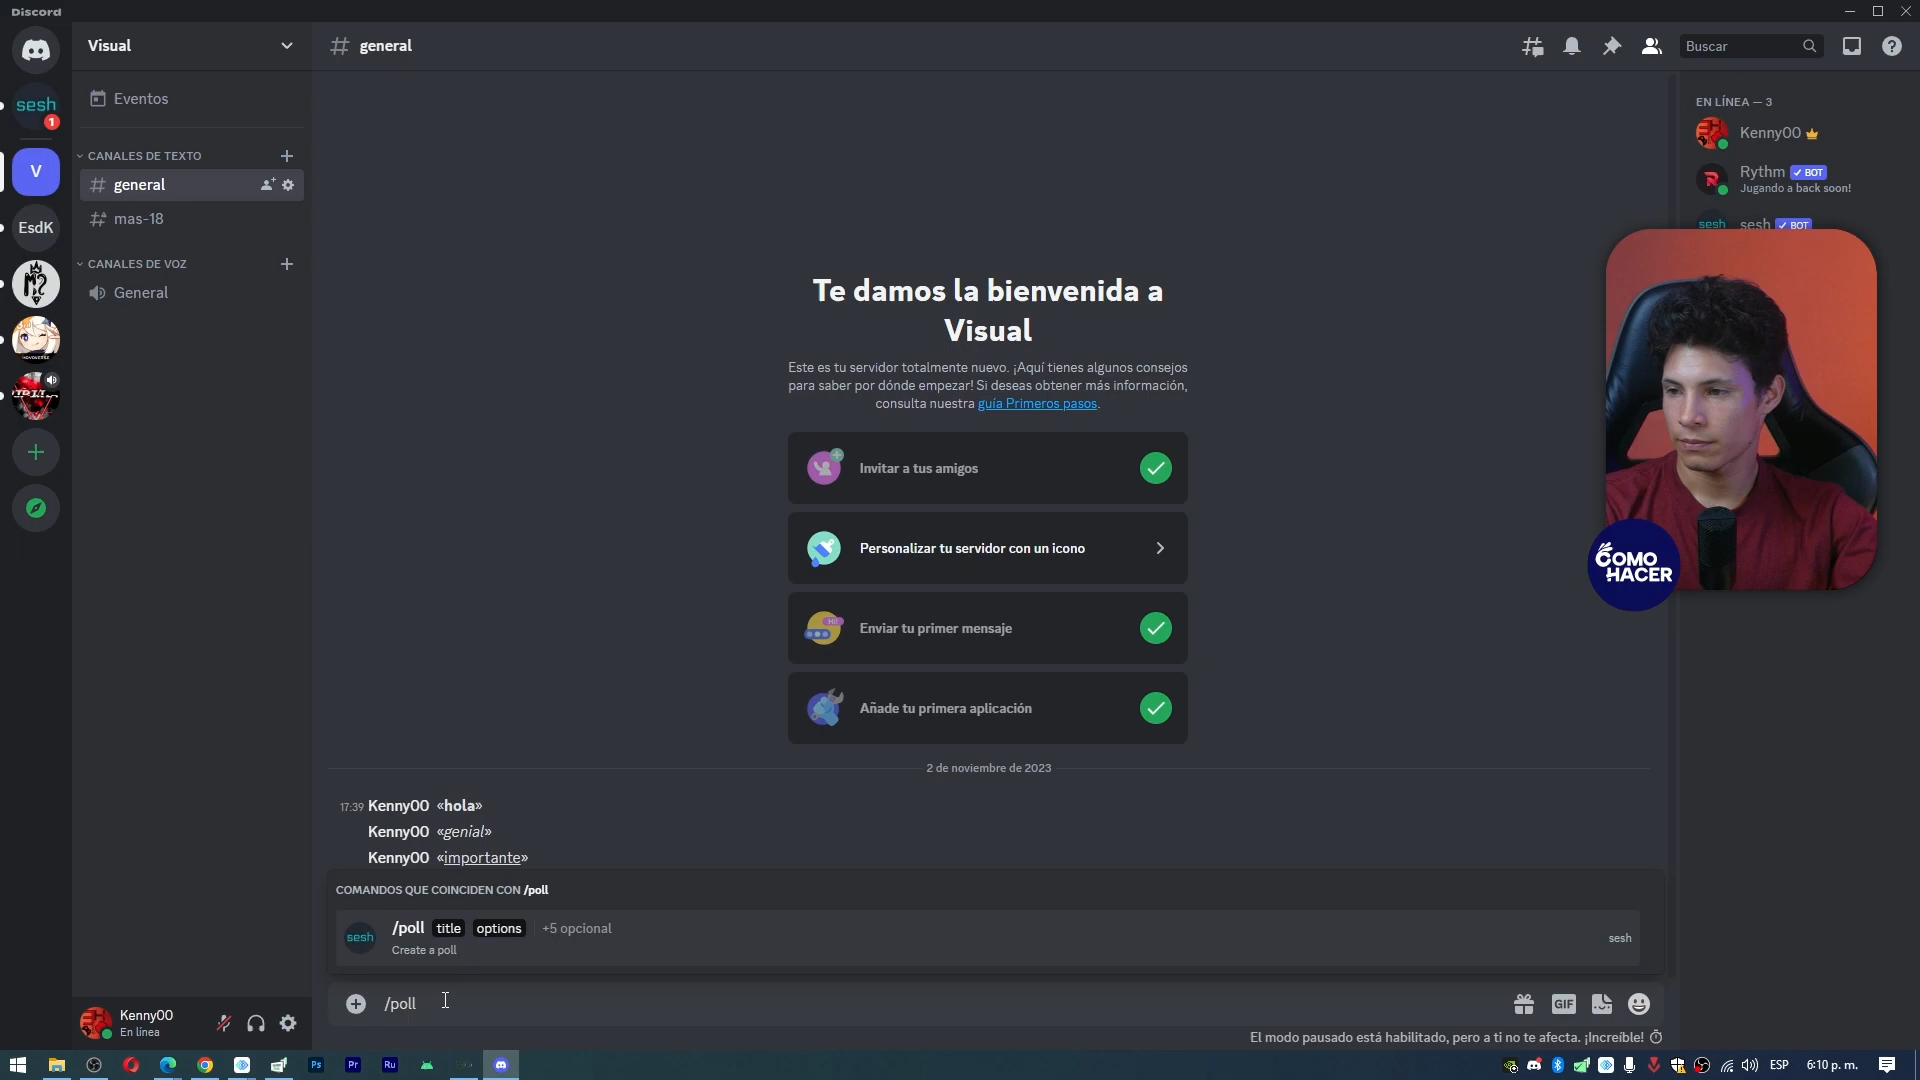 Discord
Visual
general
Buscar
Eventos
CANALES DE TEXTO
general
mas-18
CANALES DE VOZ
General
sesh
1
V
EsdK
EN LÍNEA — 3
Kenny00
Rythm ✓ BOT
Jugando a back soon!
sesh
sesh ✓ BOT
Te damos la bienvenida a
Visual
Este es tu servidor totalmente nuevo. ¡Aquí tienes algunos consejos
para saber por dónde empezar! Si deseas obtener más información,
consulta nuestra guía Primeros pasos.
Invitar a tus amigos
Personalizar tu servidor con un icono
Enviar tu primer mensaje
Añade tu primera aplicación
COMO
HACER
2 de noviembre de 2023
17:39 Kenny00 «hola»
Kenny00 «genial»
Kenny00 «importante»
COMANDOS QUE COINCIDEN CON /poll
sesh
/poll title options +5 opcional
Create a poll
sesh
/poll
GIF
El modo pausado está habilitado, pero a ti no te afecta. ¡Increíble!
Kenny00
En línea
Ps
Pr
Ru
ESP
6:10 p. m.